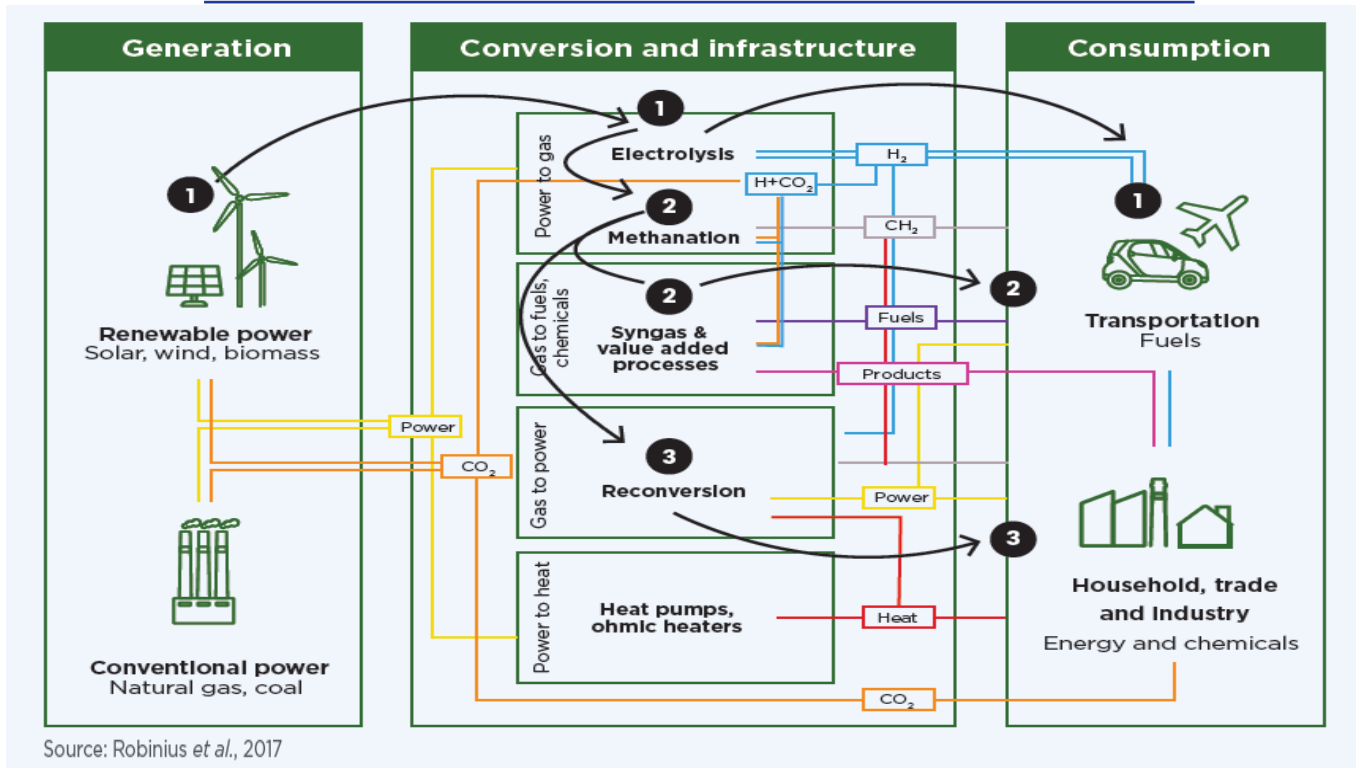 Generation
Conversion and infrastructure
Consumption
1
Renewable power
Solar, wind, biomass
Conventional power
Natural gas, coal
Power
CO₂
Power to gas
1
Electrolysis
2
Methanation
Gas to fuels,
chemicals
2
Syngas &
value added
processes
Gas to power
3
Reconversion
Power to heat
Heat pumps,
ohmic heaters
H₂
H+CO₂
CH₂
Fuels
Products
Power
Heat
CO₂
1
2
Transportation
Fuels
3
Household, trade
and Industry
Energy and chemicals
Source: Robinius et al., 2017